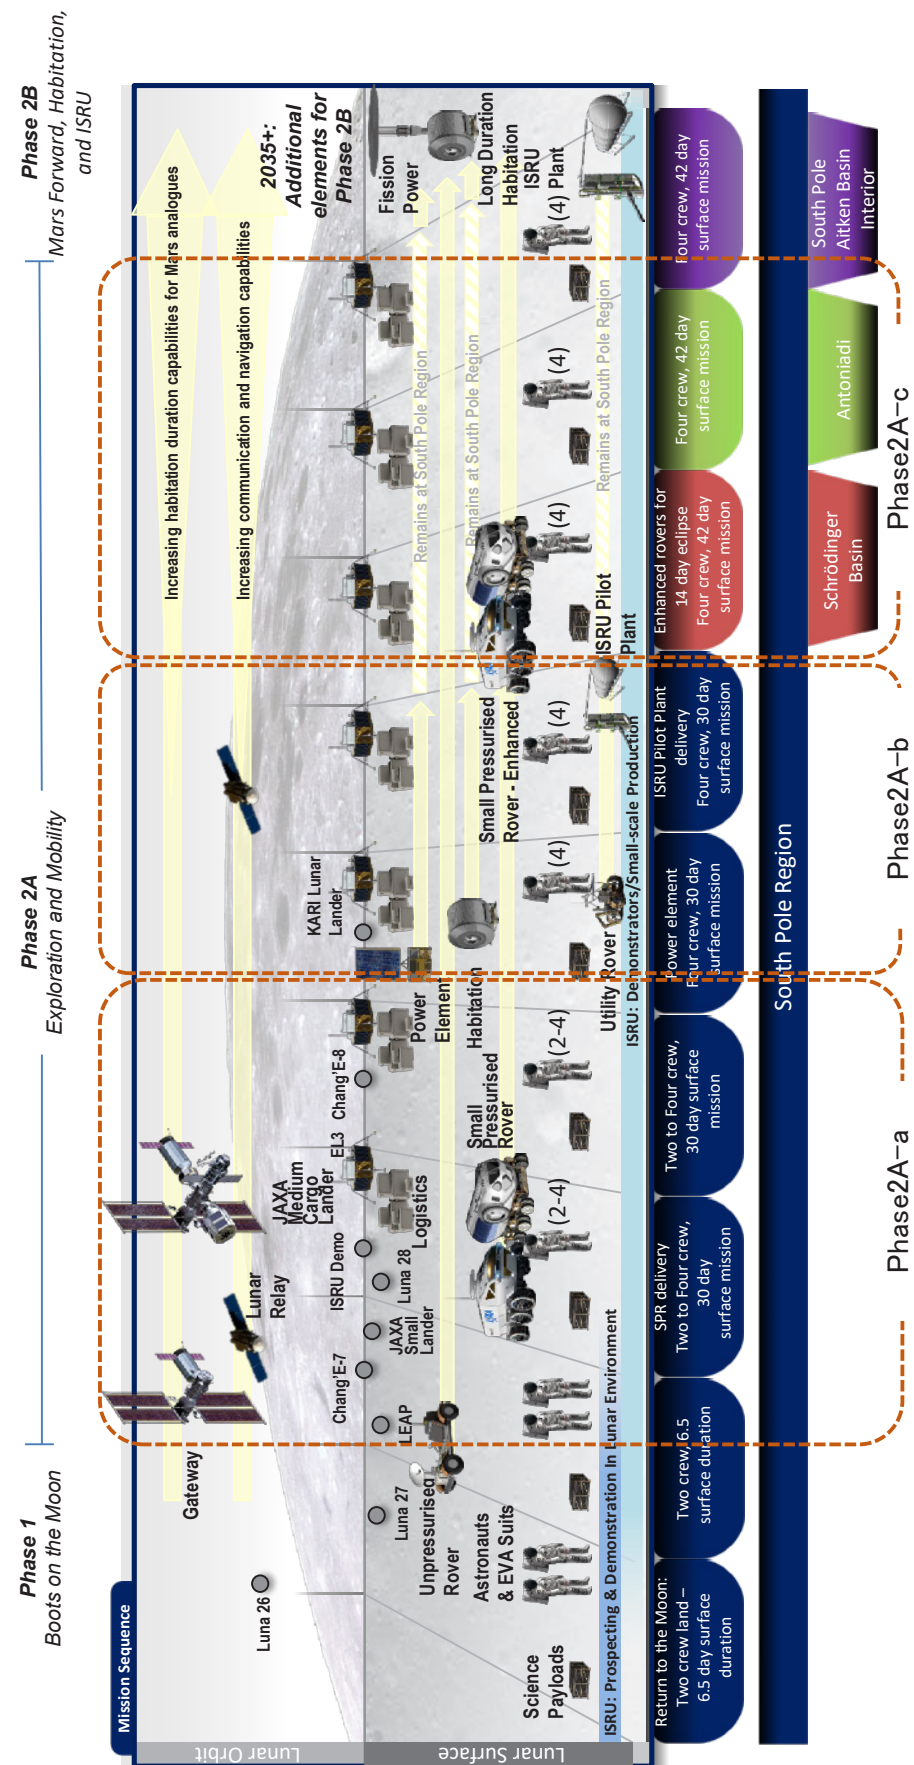 Phase 1
Boots on the Moon
Phase 2A
Exploration and Mobility
Phase 2B
Mars Forward, Habitation,
and ISRU
Mission Sequence
Lunar Orbit
Lunar Surface
Increasing habitation duration capabilities for Mars analogues
Increasing communication and navigation capabilities
Gateway
Lunar
Relay
2035+:
Additional
elements for
Phase 2B
Luna 26
Luna 27
LEAP
Chang'E-7
JAXA
Small
Lander
Luna 28
ISRU Demo
JAXA
Medium
Cargo
Lander
EL3
Chang'E-8
KARI Lunar
Lander
Logistics
Unpressurised
Rover
Small
Pressurised
Rover
Power
Element
Habitation
Small Pressurised
Rover - Enhanced
Remains at South Pole Region
Remains at South Pole Region
Remains at South Pole Region
Fission
Power
Long Duration
Habitation
ISRU
Plant
Astronauts
& EVA Suits
(2-4)
(2-4)
(4)
(4)
(4)
(4)
(4)
Science
Payloads
Utility Rover
ISRU Pilot
Plant
ISRU: Prospecting & Demonstration In Lunar Environment
ISRU: Demonstrators/Small-scale Production
Return to the Moon:
Two crew land –
6.5 day surface
duration
Two crew, 6.5
surface duration
SPR delivery
Two to Four crew,
30 day
surface mission
Two to Four crew,
30 day surface
mission
Power element
Four crew, 30 day
surface mission
ISRU Pilot Plant
delivery
Four crew, 30 day
surface mission
Enhanced rovers for
14 day eclipse
Four crew, 42 day
surface mission
Four crew, 42 day
surface mission
Four crew, 42 day
surface mission
South Pole Region
Schrödinger
Basin
Antoniadi
South Pole
Aitken Basin
Interior
Phase2A-a
Phase2A-b
Phase2A-c